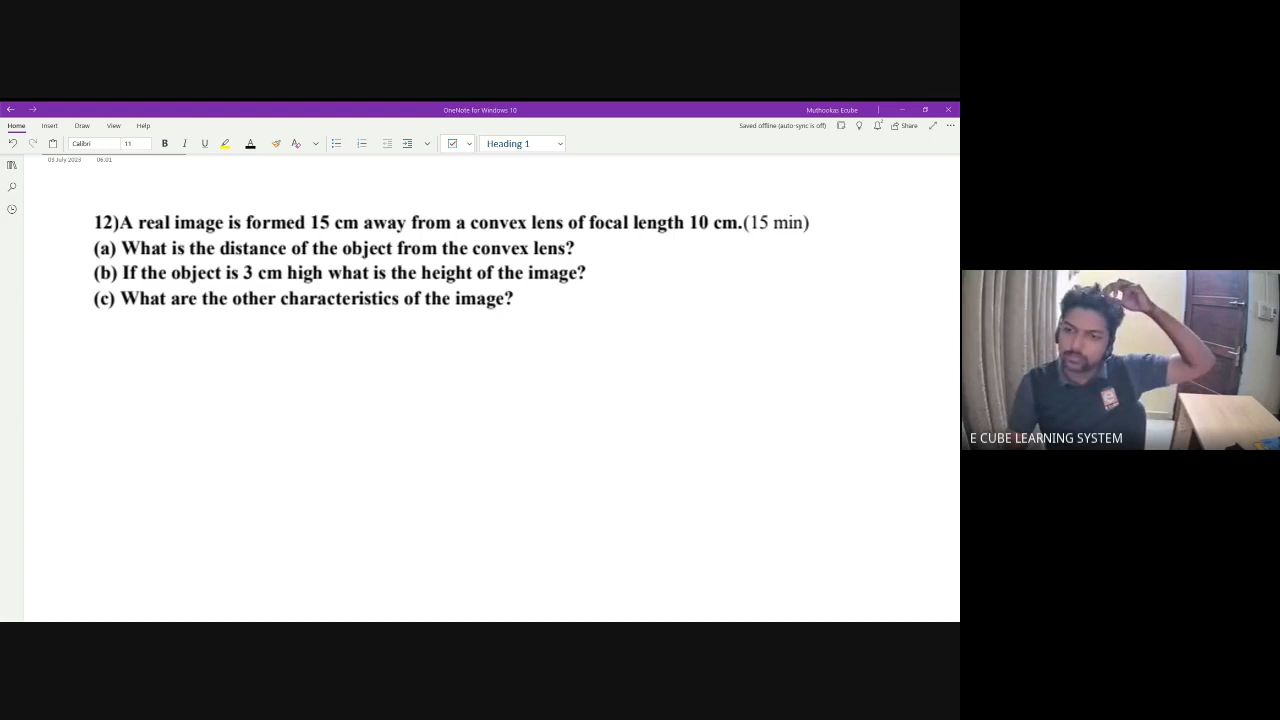 OneNote for Windows 10
Muthookas Ecube
Home Insert Draw View Help
Saved offline (auto-sync is off)
Share
Calibri 11 B I U A Heading 1
03 July 2023 06:01
12)A real image is formed 15 cm away from a convex lens of focal length 10 cm.(15 min)
(a) What is the distance of the object from the convex lens?
(b) If the object is 3 cm high what is the height of the image?
(c) What are the other characteristics of the image?
E CUBE LEARNING SYSTEM